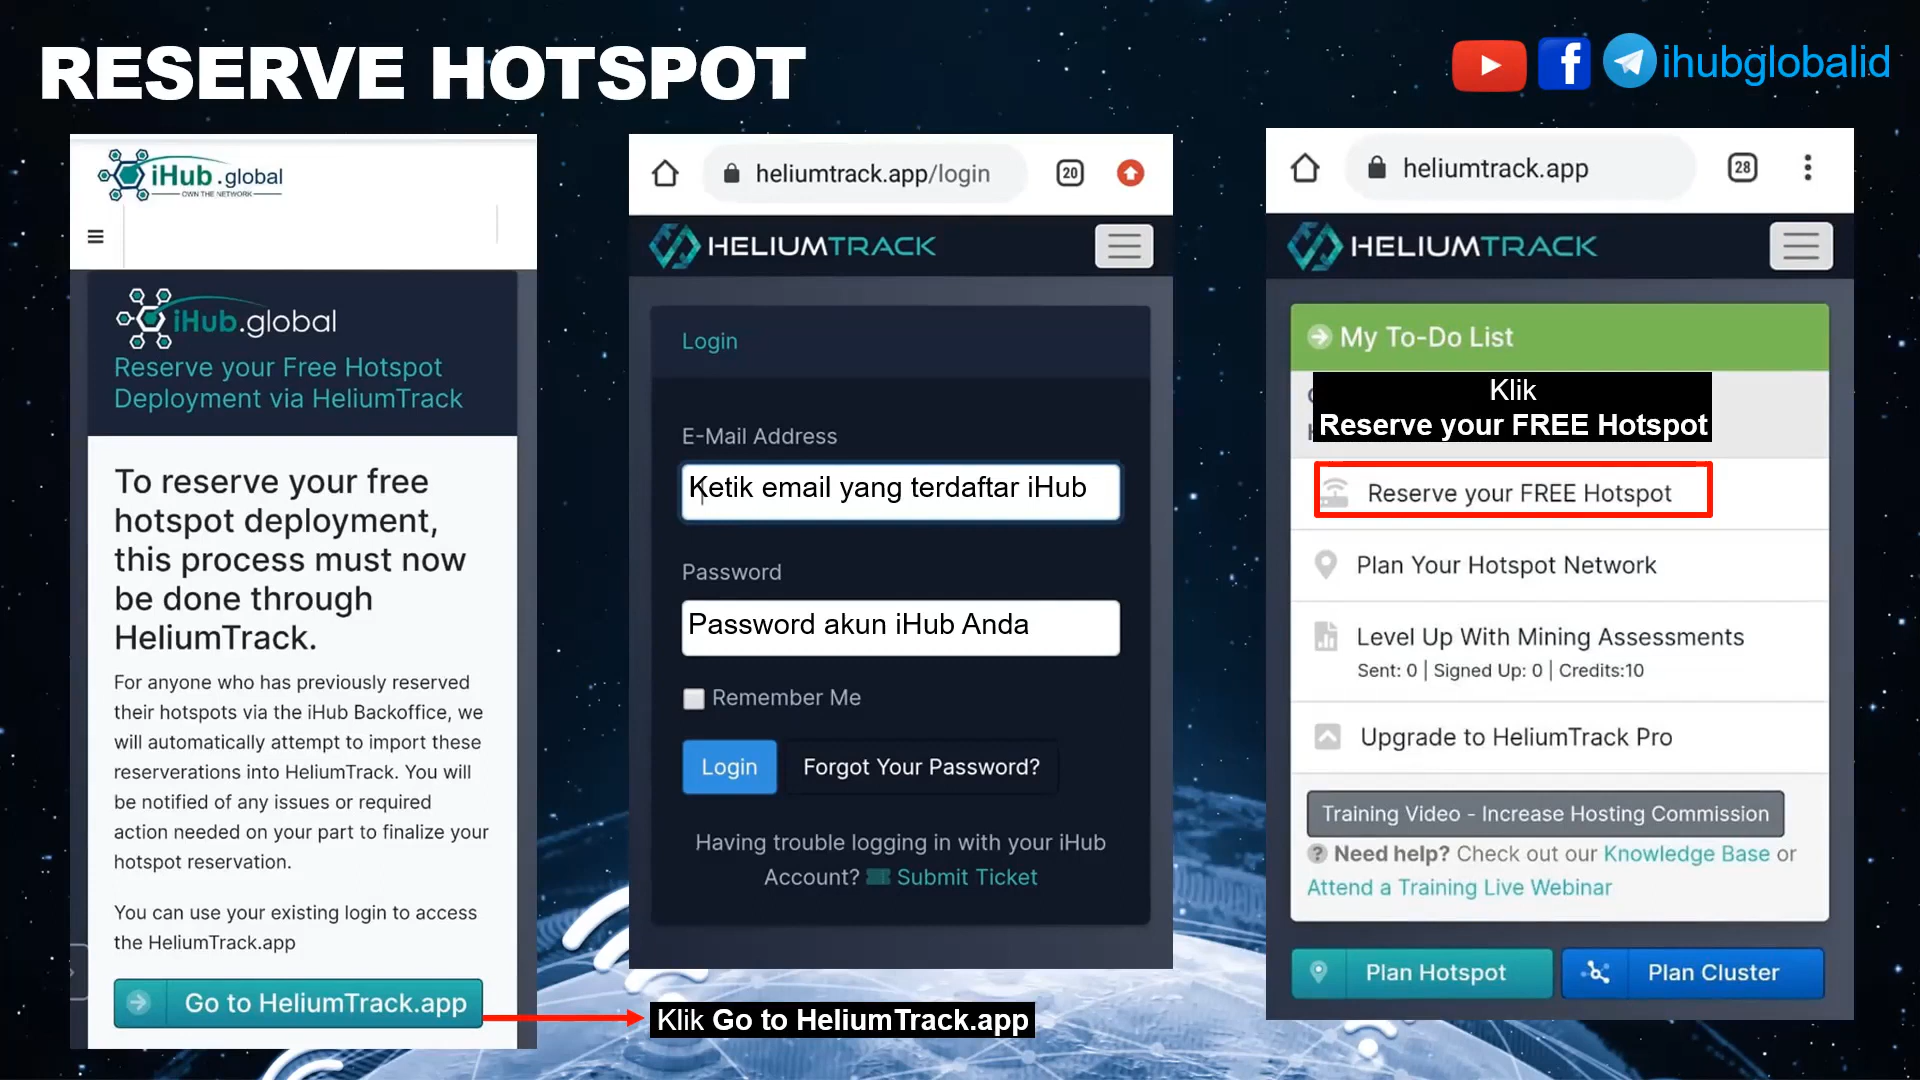 RESERVE HOTSPOT
ihubglobalid
iHub.global
OWN THE NETWORK
iHub.global
Reserve your Free Hotspot
Deployment via HeliumTrack
To reserve your free
hotspot deployment,
this process must now
be done through
HeliumTrack.
For anyone who has previously reserved
their hotspots via the iHub Backoffice, we
will automatically attempt to import these
reserverations into HeliumTrack. You will
be notified of any issues or required
action needed on your part to finalize your
hotspot reservation.
You can use your existing login to access
the HeliumTrack.app
Go to HeliumTrack.app
Klik Go to HeliumTrack.app
heliumtrack.app/login
20
HELIUMTRACK
Login
E-Mail Address
Ketik email yang terdaftar iHub
Password
Password akun iHub Anda
Remember Me
Login
Forgot Your Password?
Having trouble logging in with your iHub
Account? Submit Ticket
heliumtrack.app
28
HELIUMTRACK
My To-Do List
Klik
Reserve your FREE Hotspot
Reserve your FREE Hotspot
Plan Your Hotspot Network
Level Up With Mining Assessments
Sent: 0 | Signed Up: 0 | Credits:10
Upgrade to HeliumTrack Pro
Training Video - Increase Hosting Commission
Need help? Check out our Knowledge Base or
Attend a Training Live Webinar
Plan Hotspot
Plan Cluster